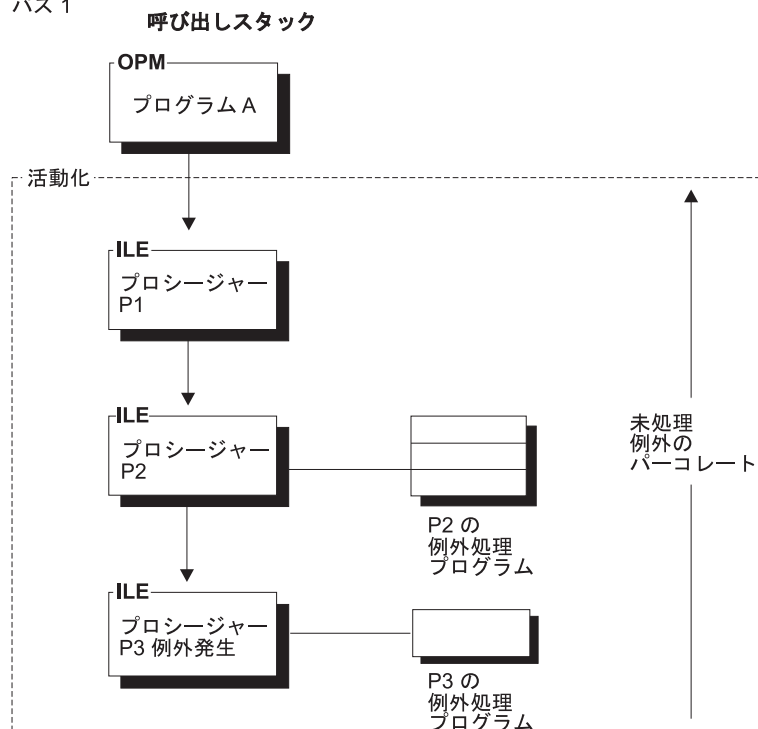 パス 1
呼び出しスタック
OPM
プログラム A
活動化
ILE
プロシージャー
P1
ILE
プロシージャー
P2
未処理
例外の
パーコレート
P2 の
例外処理
プログラム
ILE
プロシージャー
P3 例外発生
P3 の
例外処理
プログラム